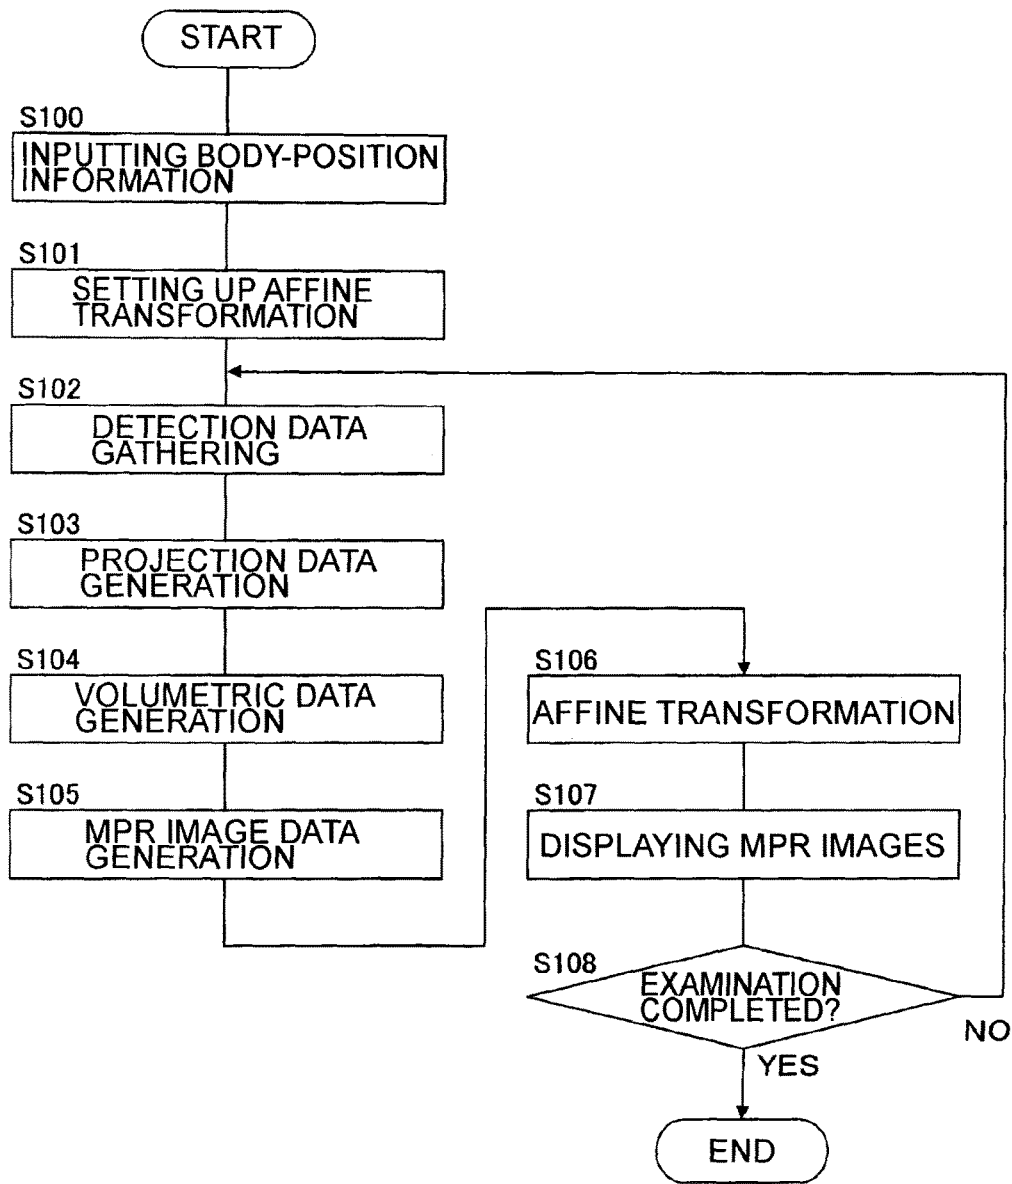 START
S100
INPUTTING BODY-POSITION
INFORMATION
S101
SETTING UP AFFINE
TRANSFORMATION
S102
DETECTION DATA
GATHERING
S103
PROJECTION DATA
GENERATION
S104
VOLUMETRIC DATA
GENERATION
S105
MPR IMAGE DATA
GENERATION
S106
AFFINE TRANSFORMATION
S107
DISPLAYING MPR IMAGES
S108
EXAMINATION
COMPLETED?
NO
YES
END